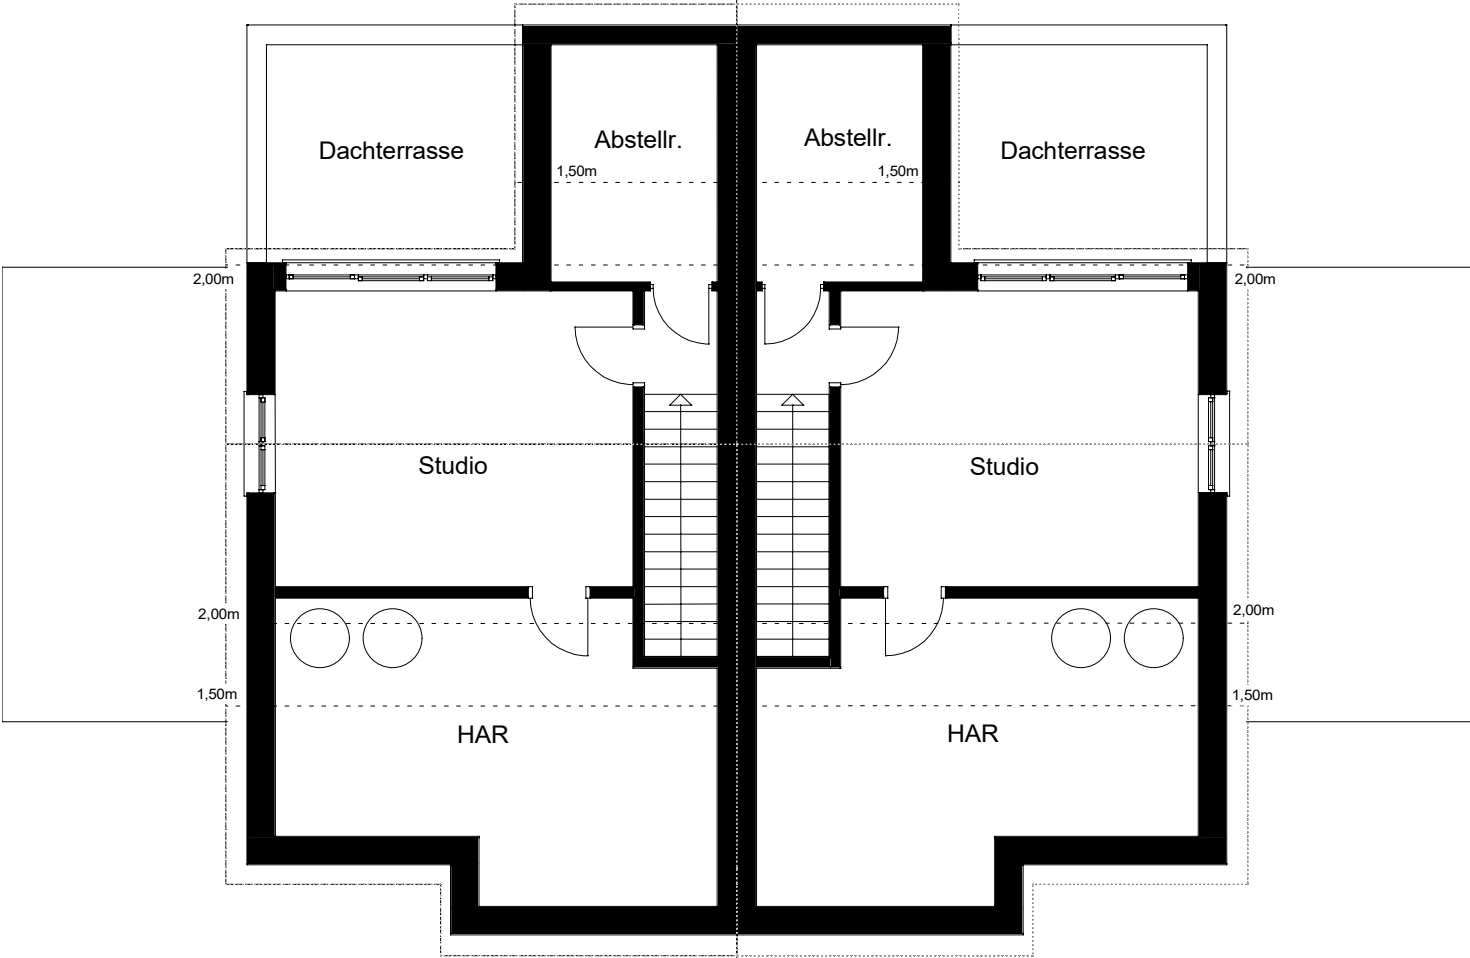 Abstellr.
Abstellr.
Dachterrasse
Dachterrasse
1,50m
1,50m
2,00m
2,00m
Studio
Studio
2,00m
2,00m
1,50m
1,50m
HAR
HAR